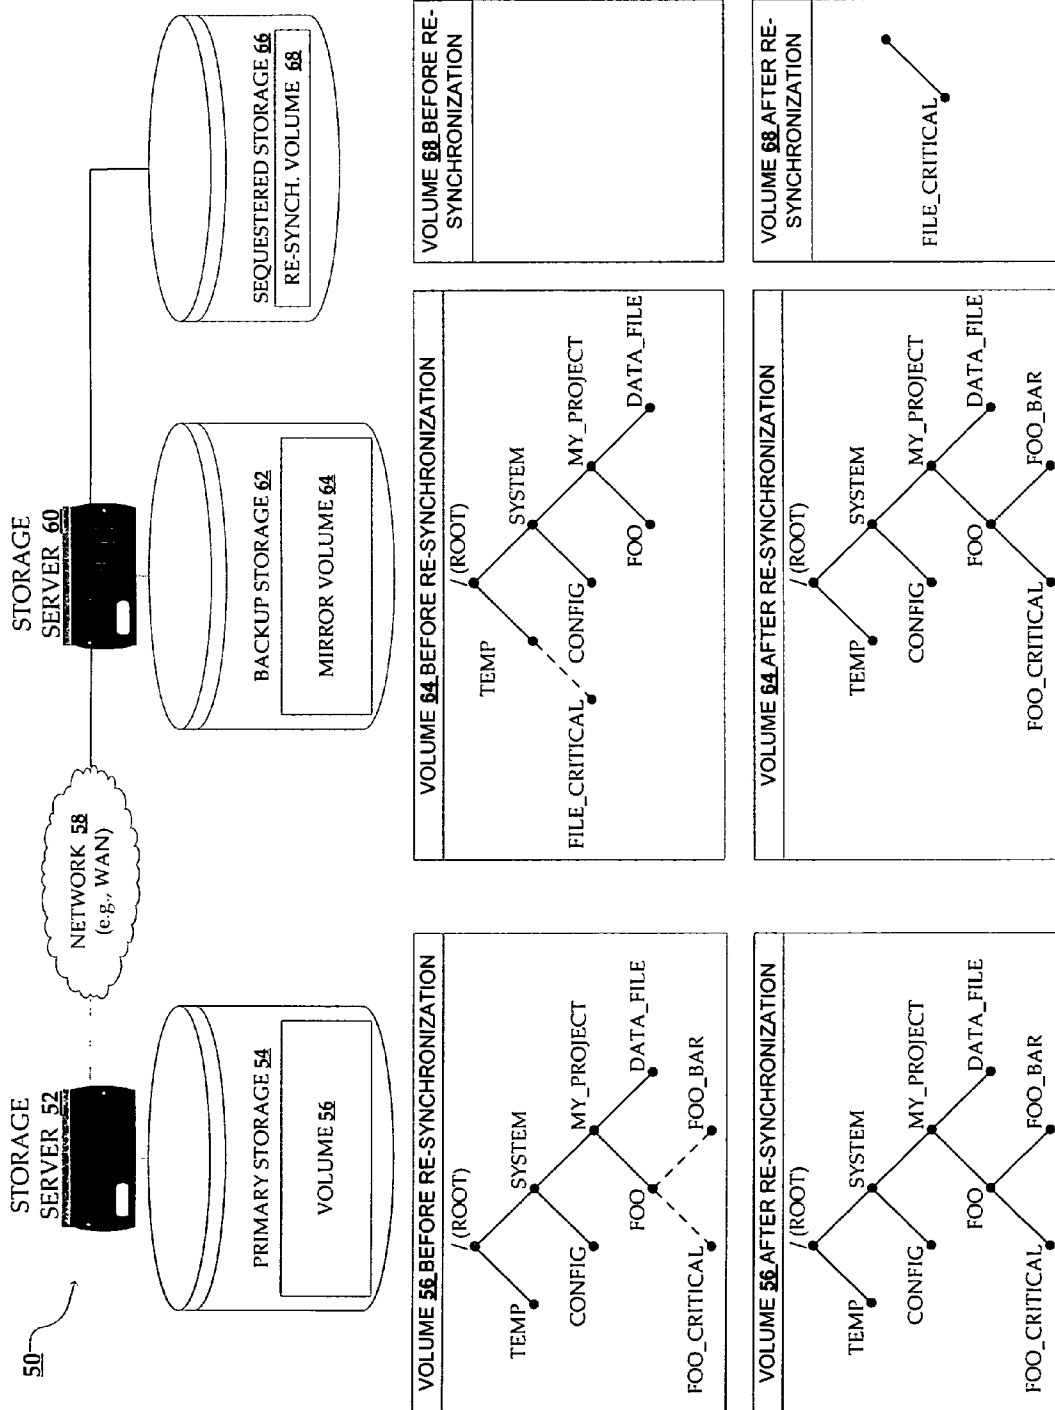 50
STORAGE
SERVER 52
NETWORK 58
(e.g., WAN)
STORAGE
SERVER 60
PRIMARY STORAGE 54
VOLUME 56
BACKUP STORAGE 62
MIRROR VOLUME 64
SEQUESTERED STORAGE 66
RE-SYNCH. VOLUME 68
VOLUME 56 BEFORE RE-SYNCHRONIZATION
/ (ROOT)
TEMP
SYSTEM
CONFIG
MY_PROJECT
FOO
DATA_FILE
FOO_CRITICAL
FOO_BAR
VOLUME 64 BEFORE RE-SYNCHRONIZATION
/ (ROOT)
TEMP
SYSTEM
FILE_CRITICAL
CONFIG
MY_PROJECT
FOO
DATA_FILE
VOLUME 68 BEFORE RE-
SYNCHRONIZATION
VOLUME 56 AFTER RE-SYNCHRONIZATION
/ (ROOT)
TEMP
SYSTEM
CONFIG
MY_PROJECT
FOO
DATA_FILE
FOO_CRITICAL
FOO_BAR
VOLUME 64 AFTER RE-SYNCHRONIZATION
/ (ROOT)
TEMP
SYSTEM
CONFIG
MY_PROJECT
FOO
DATA_FILE
FOO_CRITICAL
FOO_BAR
VOLUME 68 AFTER RE-
SYNCHRONIZATION
FILE_CRITICAL